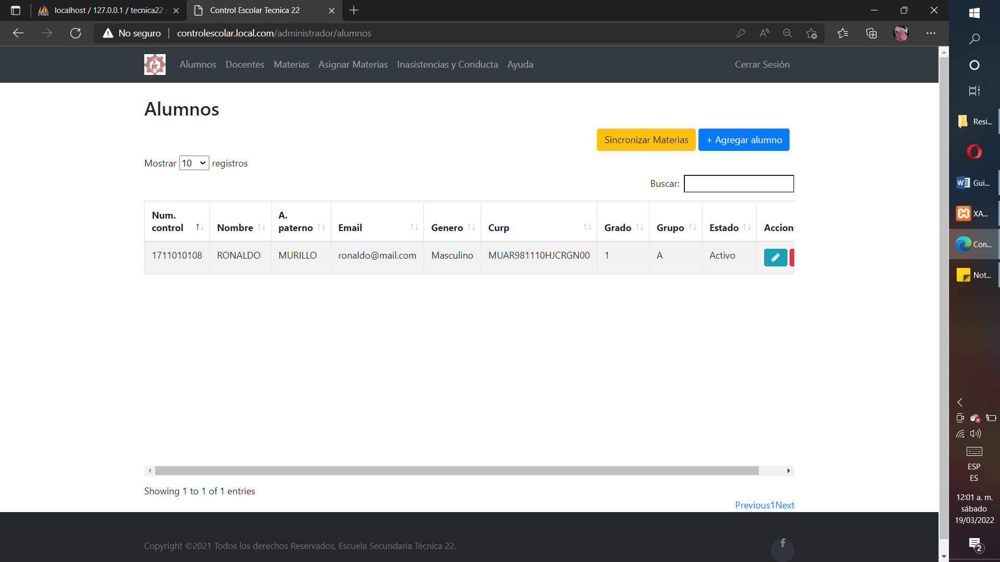 localhost / 127.0.0.1 / tecnica22 /
Control Escolar Tecnica 22
No seguro
controlescolar.local.com/administrador/alumnos
Alumnos
Docentes
Materias
Asignar Materias
Inasistencias y Conducta
Ayuda
Cerrar Sesión
Alumnos
Sincronizar Materias
+ Agregar alumno
Mostrar 10 registros
Buscar:
Num. control
Nombre
A. paterno
Email
Genero
Curp
Grado
Grupo
Estado
Accion
1711010108
RONALDO
MURILLO
ronaldo@mail.com
Masculino
MUAR981110HJCRGN00
1
A
Activo
Showing 1 to 1 of 1 entries
Previous1Next
Copyright ©2021 Todos los derechos Reservados, Escuela Secundaria Técnica 22.
Resi...
Gui...
XA...
Con...
Not...
ESP
ES
12:01 a. m.
sábado
19/03/2022
2